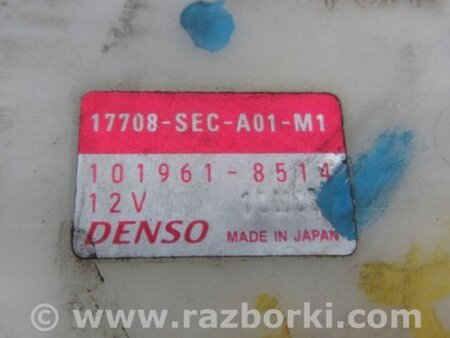 17708-SEC-A01-M1
101961-8514
12V
DENSO MADE IN JAPAN
© www.razborki.com